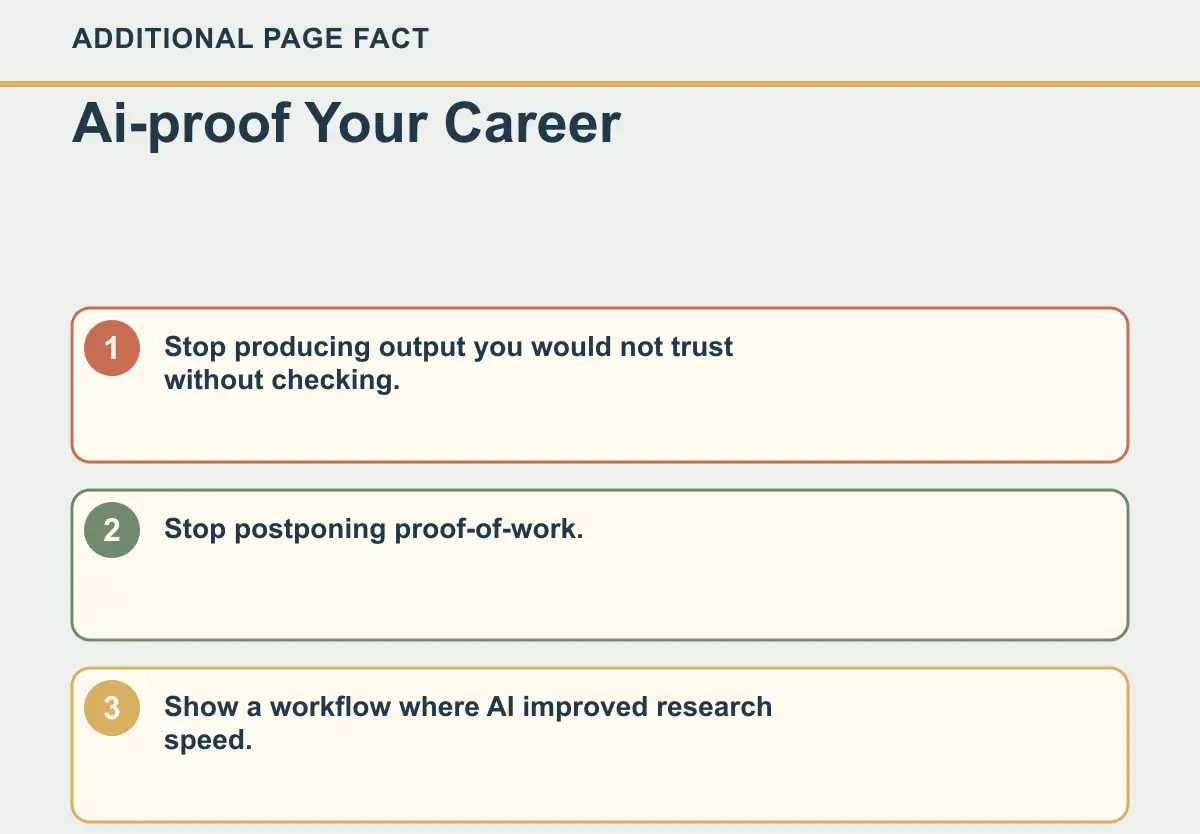 ADDITIONAL PAGE FACT
Ai-proof Your Career
1
Stop producing output you would not trust
without checking.
2
Stop postponing proof-of-work.
3
Show a workflow where AI improved research
speed.